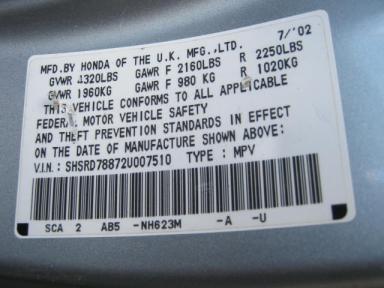 MFD.BY HONDA OF THE U.K. MFG.,LTD. 7/'02
GVWR 4320LBS GAWR F 2160LBS R 2250LBS
GVWR 1960KG GAWR F 980 KG R 1020KG
THIS VEHICLE CONFORMS TO ALL APPLICABLE
FEDERAL MOTOR VEHICLE SAFETY
AND THEFT PREVENTION STANDARDS IN EFFECT
ON THE DATE OF MANUFACTURE SHOWN ABOVE:
V.I.N.: SHSRD78872U007510 TYPE: MPV
SCA 2 AB5 -NH623M -A -U